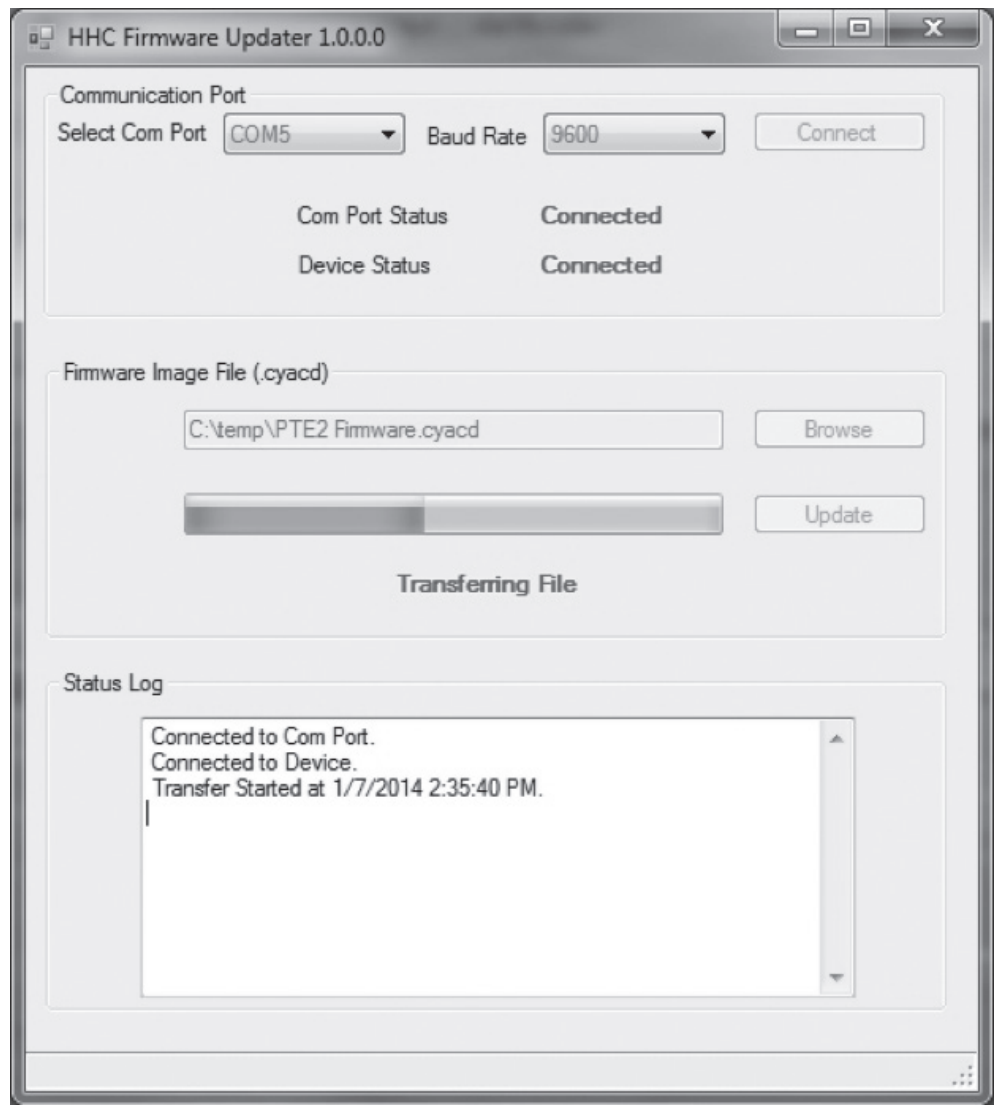 HHC Firmware Updater 1.0.0.0
Communication Port
Select Com Port COM5 Baud Rate 9600 Connect
Com Port Status Connected
Device Status Connected
Firmware Image File (.cyacd)
C:\temp\PTE2 Firmware.cyacd Browse
Update
Transferring File
Status Log
Connected to Com Port.
Connected to Device.
Transfer Started at 1/7/2014 2:35:40 PM.